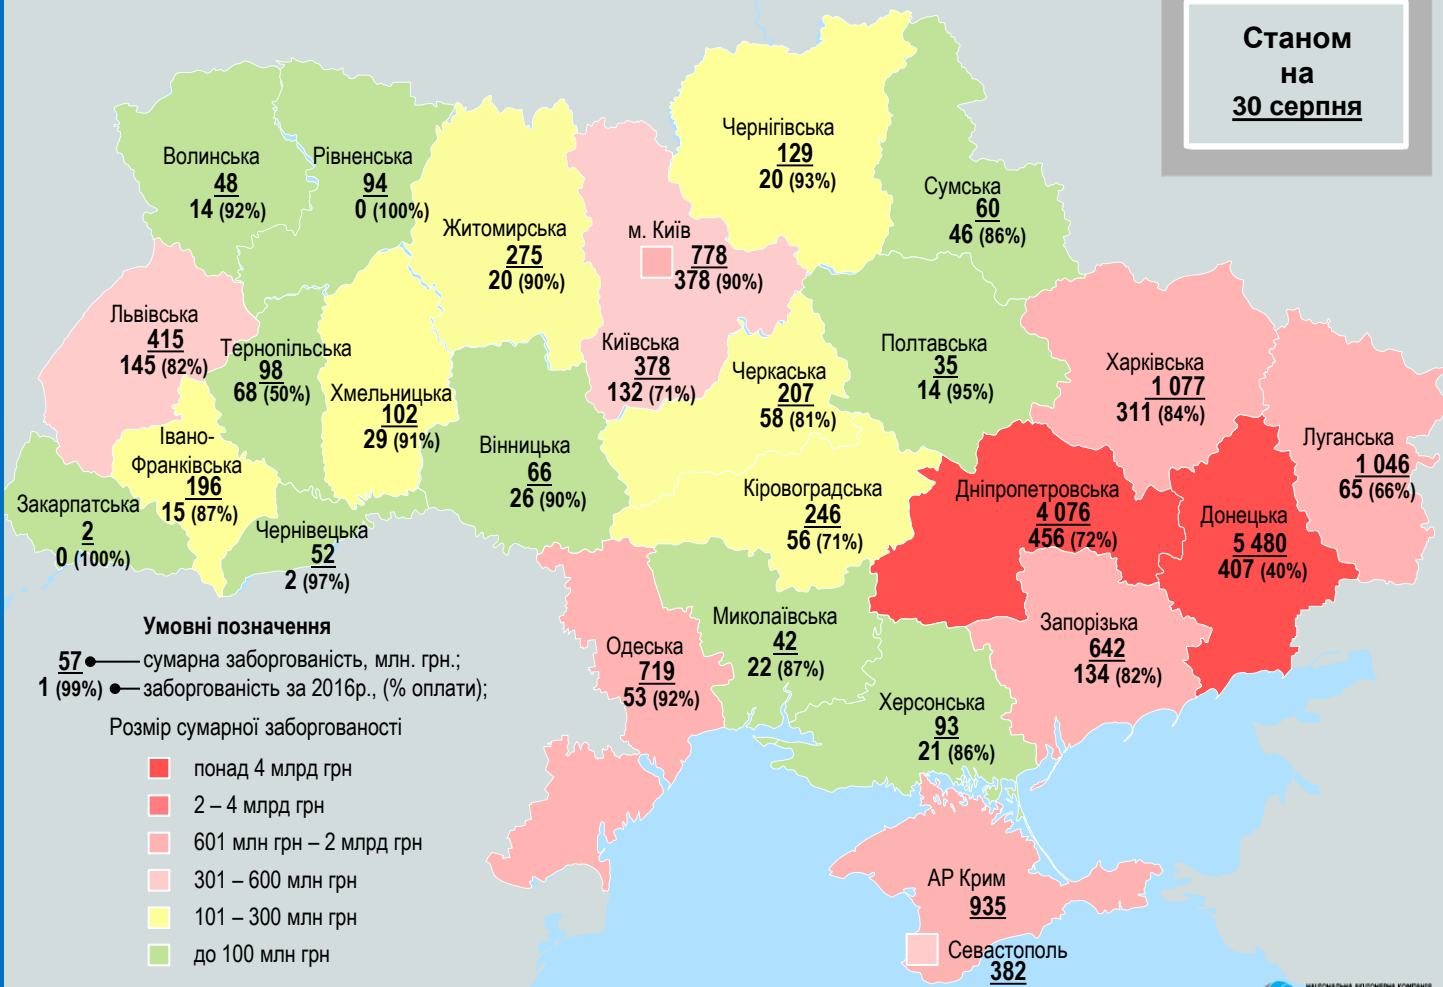 Станом
на
30 серпня
Чернігівська
129
20 (93%)
Волинська
48
14 (92%)
Рівненська
94
0 (100%)
Сумська
60
46 (86%)
Житомирська
275
20 (90%)
м. Київ
778
378 (90%)
Львівська
415
145 (82%)
Тернопільська
98
68 (50%)
Хмельницька
102
29 (91%)
Київська
378
132 (71%)
Черкаська
207
58 (81%)
Полтавська
35
14 (95%)
Харківська
1 077
311 (84%)
Луганська
1 046
65 (66%)
Івано-
Франківська
196
15 (87%)
Вінницька
66
26 (90%)
Кіровоградська
246
56 (71%)
Дніпропетровська
4 076
456 (72%)
Донецька
5 480
407 (40%)
Закарпатська
2
0 (100%)
Чернівецька
52
2 (97%)
Миколаївська
42
22 (87%)
Запорізька
642
134 (82%)
Одеська
719
53 (92%)
Херсонська
93
21 (86%)
АР Крим
935
Севастополь
382
Умовні позначення
57 сумарна заборгованість, млн. грн.;
1 (99%) заборгованість за 2016р., (% оплати);
Розмір сумарної заборгованості
понад 4 млрд грн
2 – 4 млрд грн
601 млн грн – 2 млрд грн
301 – 600 млн грн
101 – 300 млн грн
до 100 млн грн
НАЦІОНАЛЬНА АКЦІОНЕРНА КОМПАНІЯ